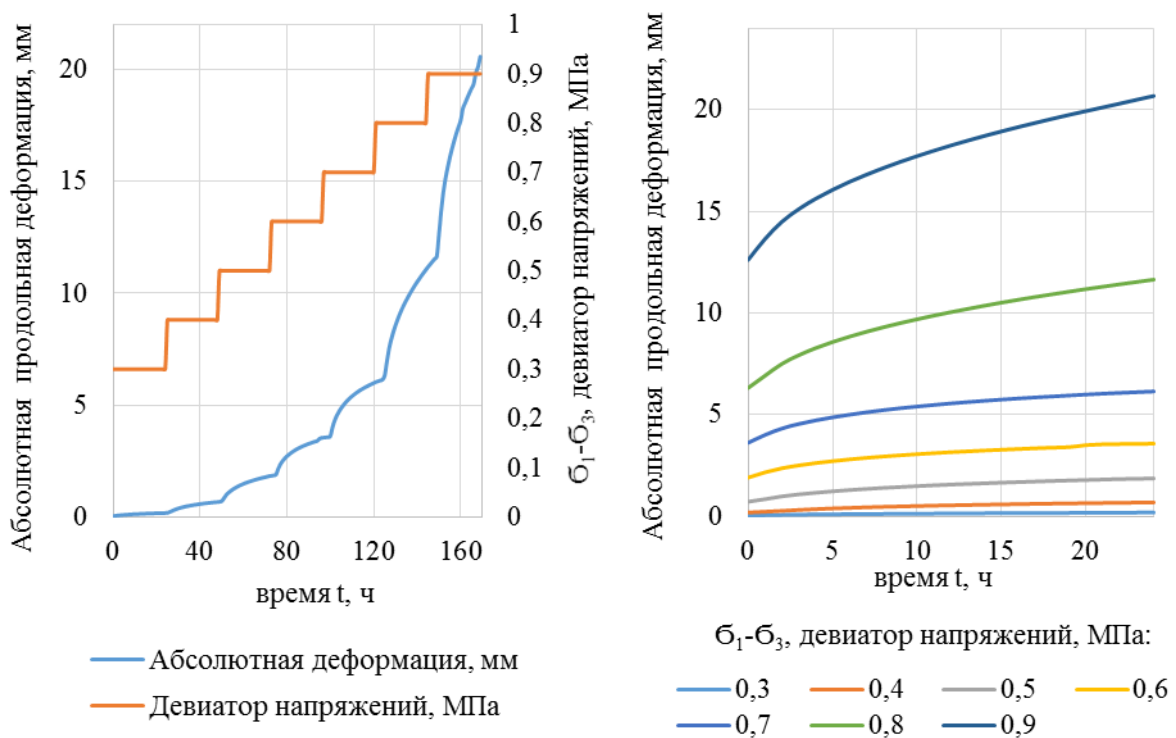 Абсолютная продольная деформация, мм
20
15
10
5
0
0 40 80 120 160
время t, ч
1
0,9
0,8
0,7
0,6
0,5
0,4
0,3
0,2
0,1
0
Ϭ₁-Ϭ₃, девиатор напряжений, МПа
Абсолютная деформация, мм
Девиатор напряжений, МПа
Абсолютная продольная деформация, мм
20
15
10
5
0
0 5 10 15 20
время t, ч
Ϭ₁-Ϭ₃, девиатор напряжений, МПа:
0,3 0,4 0,5 0,6
0,7 0,8 0,9